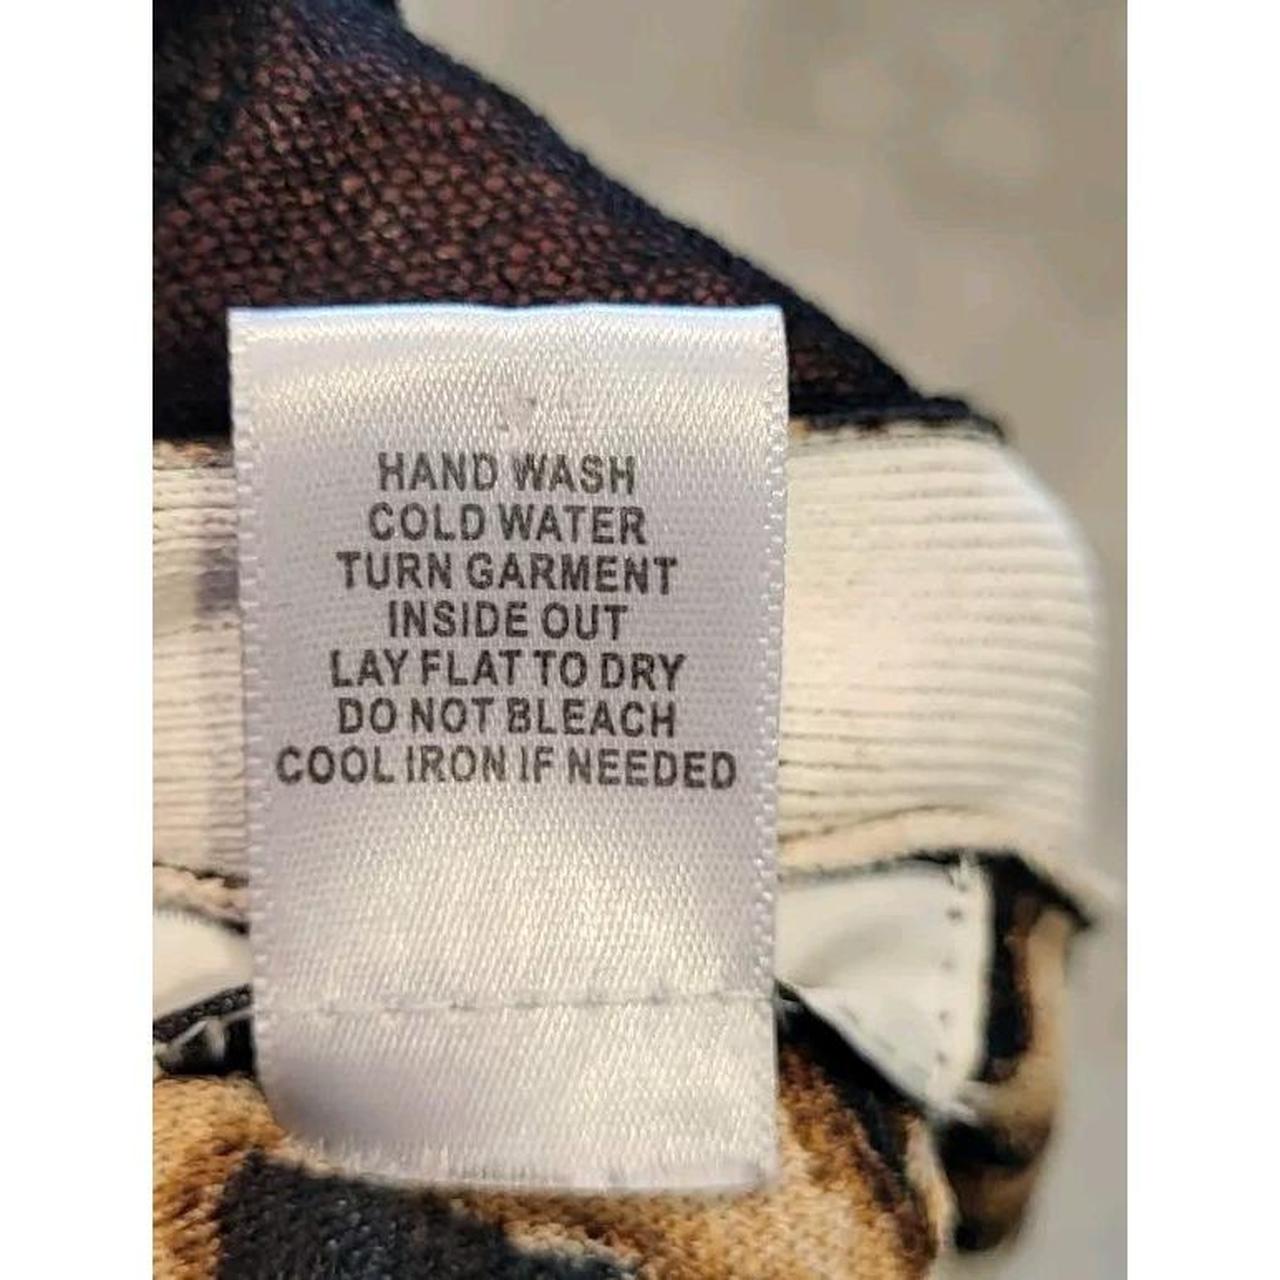 HAND WASH
COLD WATER
TURN GARMENT
INSIDE OUT
LAY FLAT TO DRY
DO NOT BLEACH
COOL IRON IF NEEDED